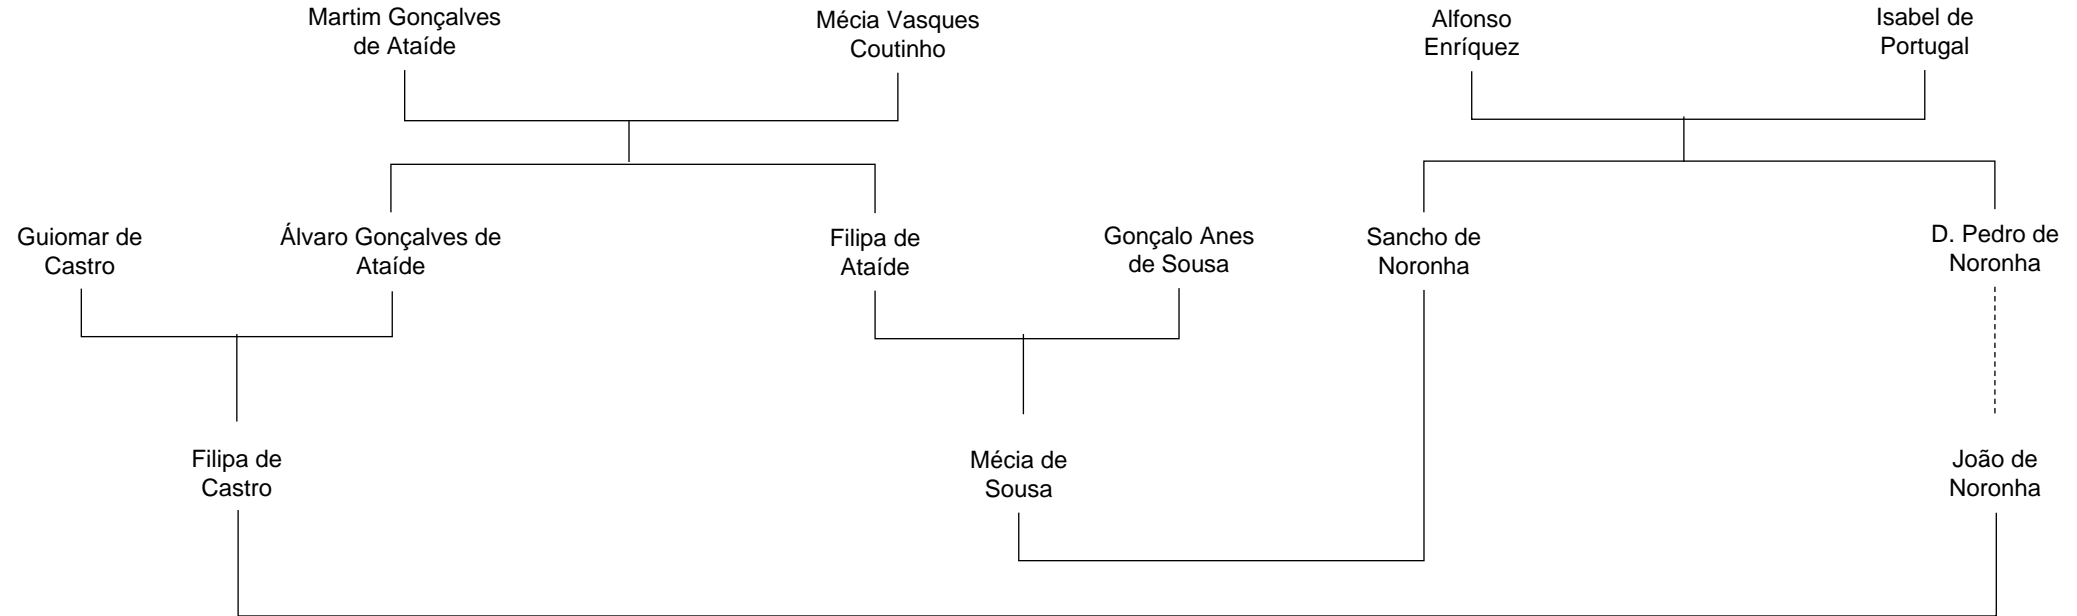 Martim Gonçalves
de Ataíde
Mécia Vasques
Coutinho
Alfonso
Enríquez
Isabel de
Portugal
Guiomar de
Castro
Álvaro Gonçalves de
Ataíde
Filipa de
Ataíde
Gonçalo Anes
de Sousa
Sancho de
Noronha
D. Pedro de
Noronha
Filipa de
Castro
Mécia de
Sousa
João de
Noronha